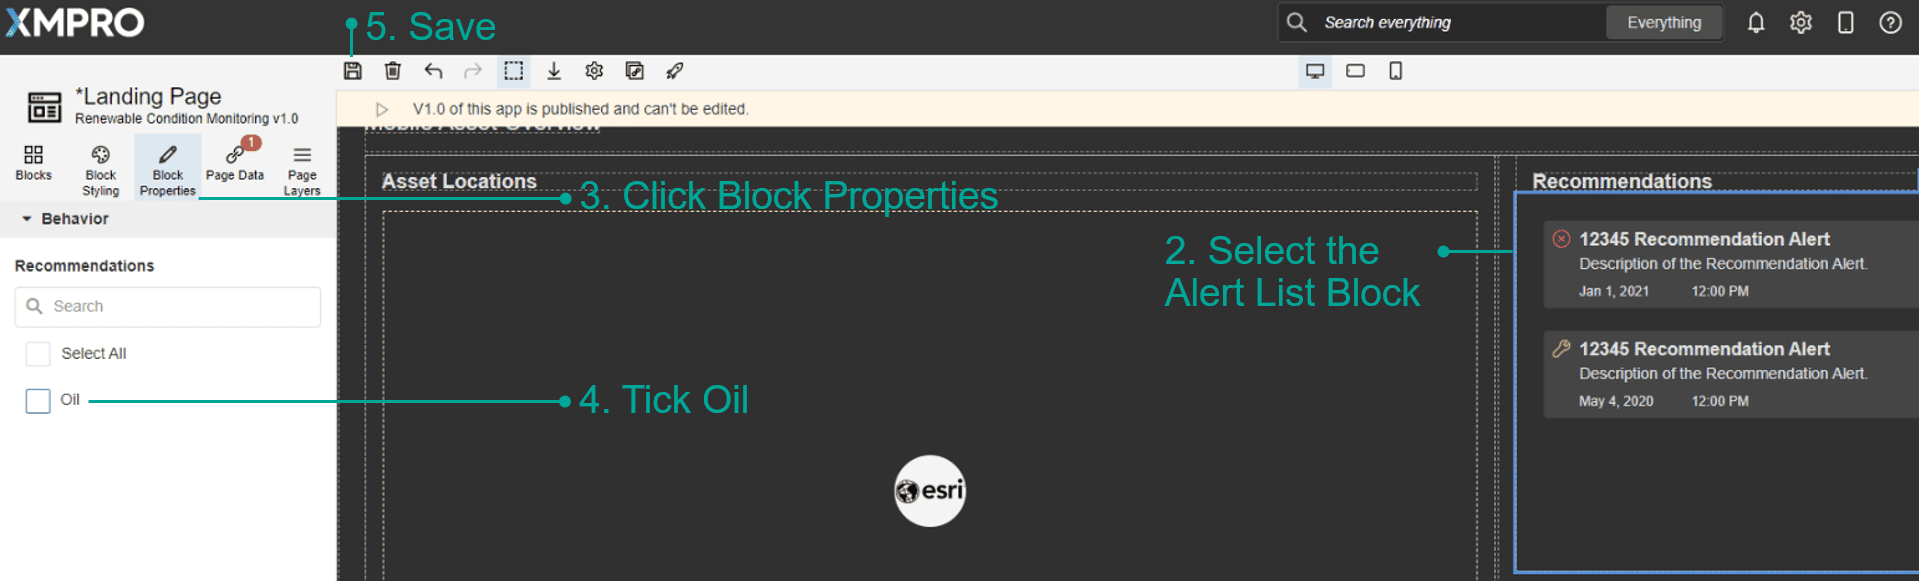 XMPRO
5. Save
Search everything
Everything
*Landing Page
Renewable Condition Monitoring v1.0
V1.0 of this app is published and can't be edited.
Blocks
Block Styling
Block Properties
1
Page Data
Page Layers
Mobile Asset Overview
Asset Locations
3. Click Block Properties
Recommendations
Behavior
Recommendations
Search
Select All
Oil
4. Tick Oil
2. Select the
Alert List Block
12345 Recommendation Alert
Description of the Recommendation Alert.
Jan 1, 2021 12:00 PM
12345 Recommendation Alert
Description of the Recommendation Alert.
May 4, 2020 12:00 PM
esri